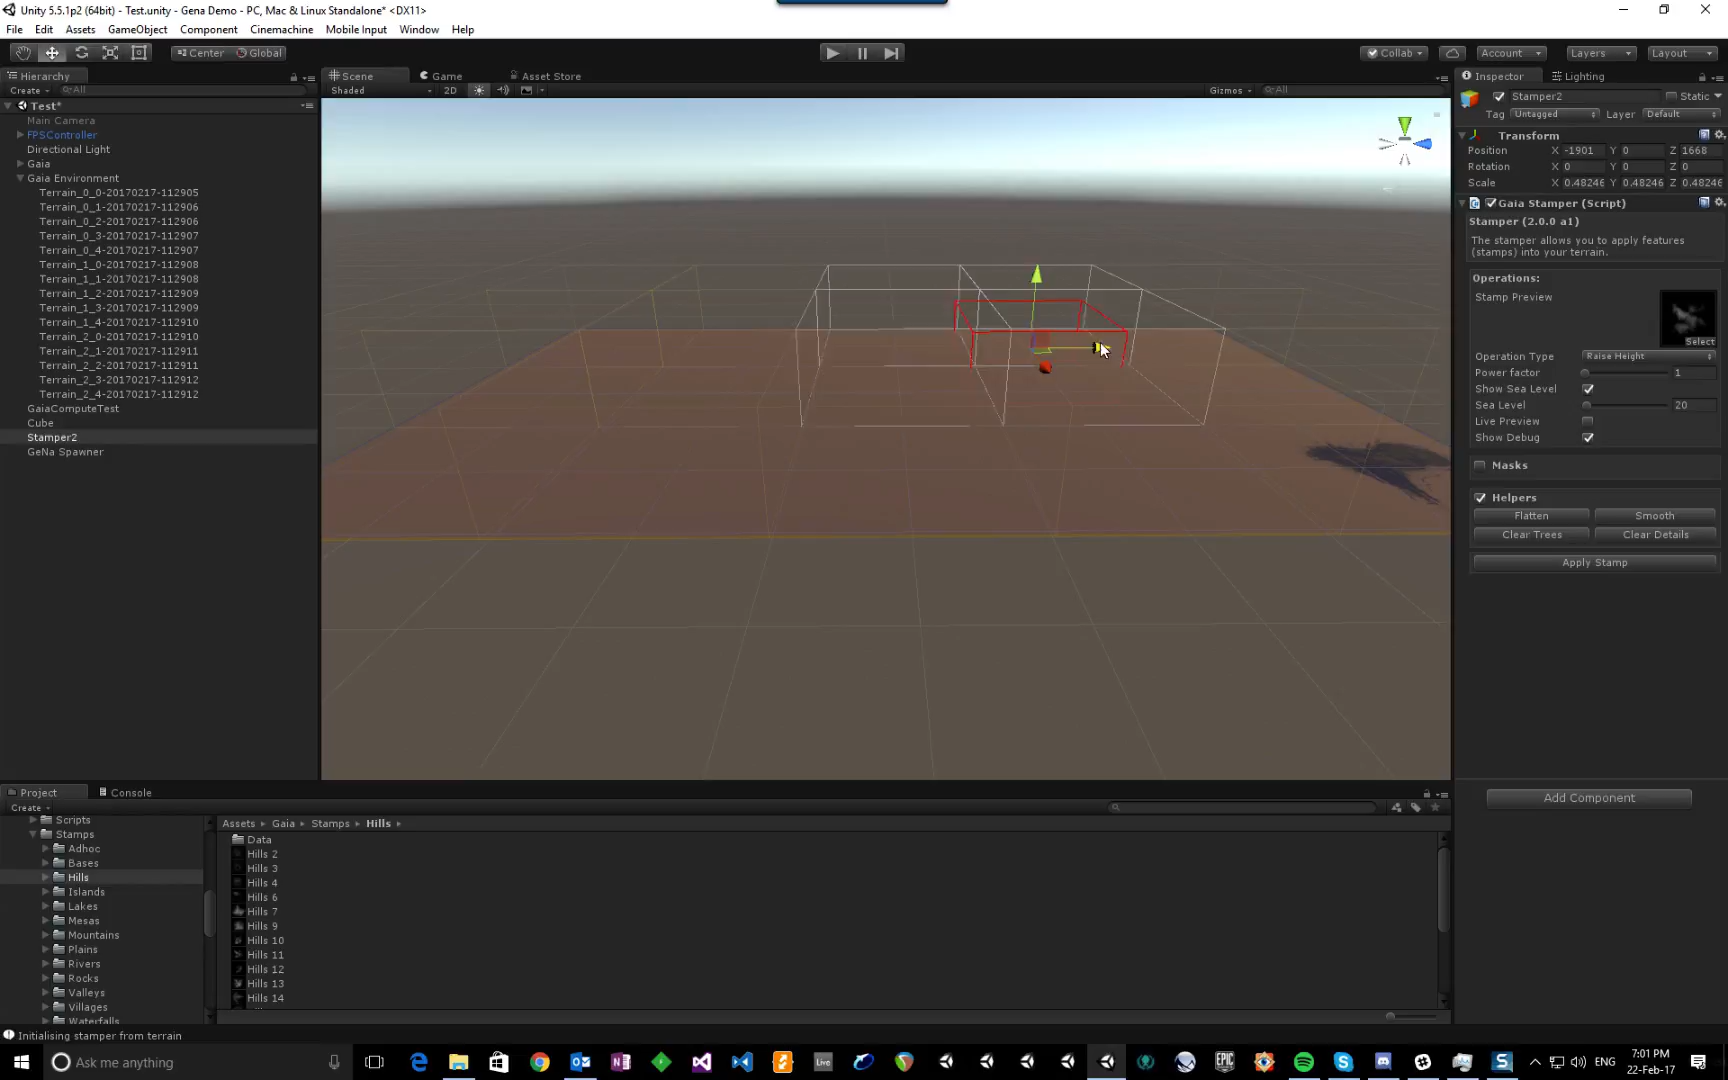 Unity 5.5.1p2 (64bit) - Test.unity - Gena Demo - PC, Mac & Linux Standalone* <DX11>
File Edit Assets GameObject Component Cinemachine Mobile Input Window Help
Center Global Collab Account Layers Layout
Hierarchy Scene Game Asset Store Inspector Lighting
Create All Shaded 2D Gizmos All
Stamper2 Static
Test*
Main Camera
FPSController
Directional Light
Gaia
Gaia Environment
Terrain_0_0-20170217-112905
Terrain_0_1-20170217-112906
Terrain_0_2-20170217-112906
Terrain_0_3-20170217-112907
Terrain_0_4-20170217-112907
Terrain_1_0-20170217-112908
Terrain_1_1-20170217-112908
Terrain_1_2-20170217-112909
Terrain_1_3-20170217-112909
Terrain_1_4-20170217-112910
Terrain_2_0-20170217-112910
Terrain_2_1-20170217-112911
Terrain_2_2-20170217-112911
Terrain_2_3-20170217-112912
Terrain_2_4-20170217-112912
GaiaComputeTest
Cube
Stamper2
GeNa Spawner
Tag Untagged Layer Default
Transform
Position X -1901 Y 0 Z 1668
Rotation X 0 Y 0 Z 0
Scale X 0.48246 Y 0.48246 Z 0.48246
Gaia Stamper (Script)
Stamper (2.0.0 a1)
The stamper allows you to apply features
(stamps) into your terrain.
Operations:
Stamp Preview
Select
Operation Type Raise Height
Power factor 1
Show Sea Level
Sea Level 20
Live Preview
Show Debug
Masks
Helpers
Flatten Smooth
Clear Trees Clear Details
Apply Stamp
Add Component
Project Console
Create
Scripts
Stamps
Adhoc
Bases
Hills
Islands
Lakes
Mesas
Mountains
Plains
Rivers
Rocks
Valleys
Villages
Waterfalls
Assets Gaia Stamps Hills
Data
Hills 2
Hills 3
Hills 4
Hills 6
Hills 7
Hills 9
Hills 10
Hills 11
Hills 12
Hills 13
Hills 14
Initialising stamper from terrain
Ask me anything
Live
EPIC
ENG
7:01 PM
22-Feb-17